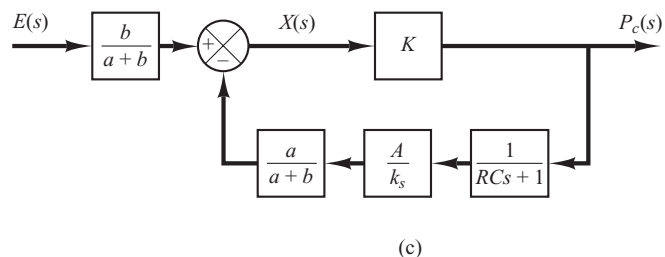 E(s)
b
a + b
+
−
X(s)
K
P_c(s)
a
a + b
A
k_s
1
RCs + 1
(c)